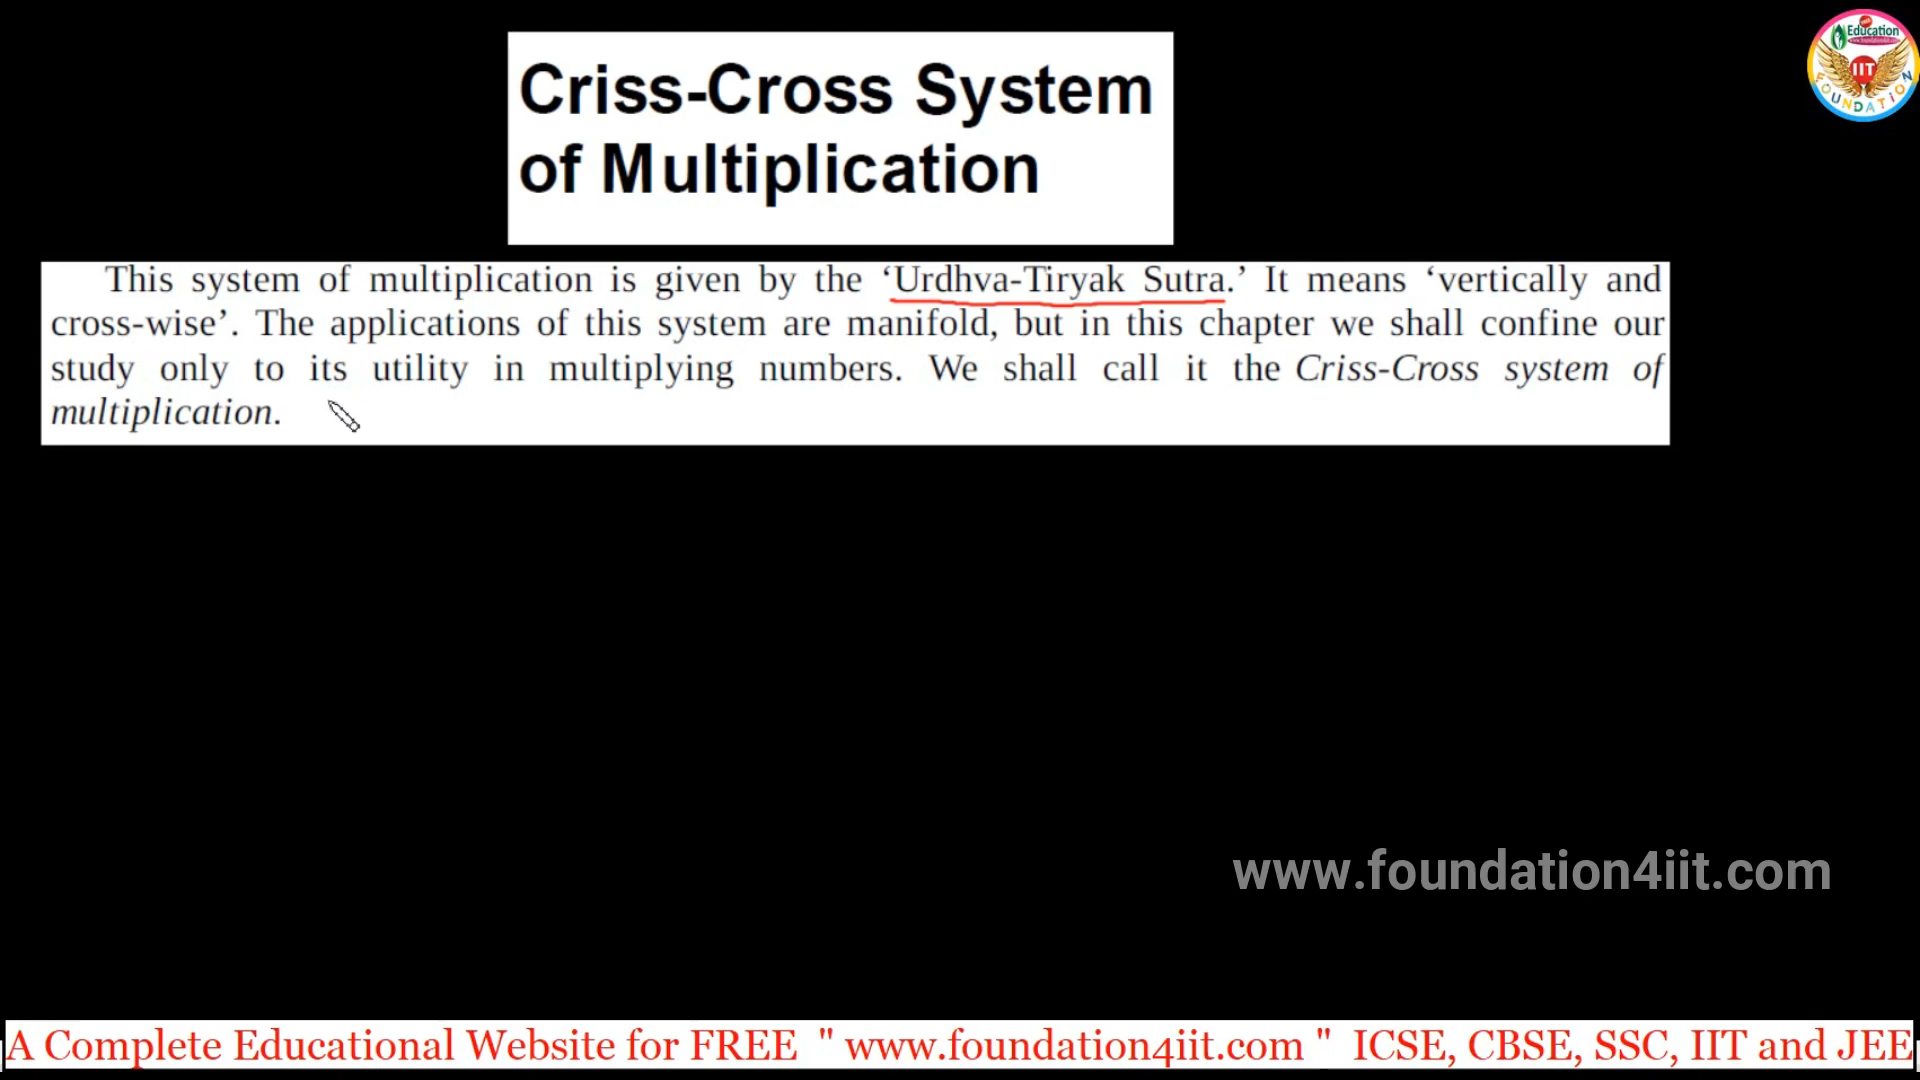 Criss-Cross System
of Multiplication
Education
IIT
FOUNDATION
This system of multiplication is given by the ‘Urdhva-Tiryak Sutra.’ It means ‘vertically and
cross-wise’. The applications of this system are manifold, but in this chapter we shall confine our
study only to its utility in multiplying numbers. We shall call it the Criss-Cross system of
multiplication.
www.foundation4iit.com
A Complete Educational Website for FREE " www.foundation4iit.com " ICSE, CBSE, SSC, IIT and JEE